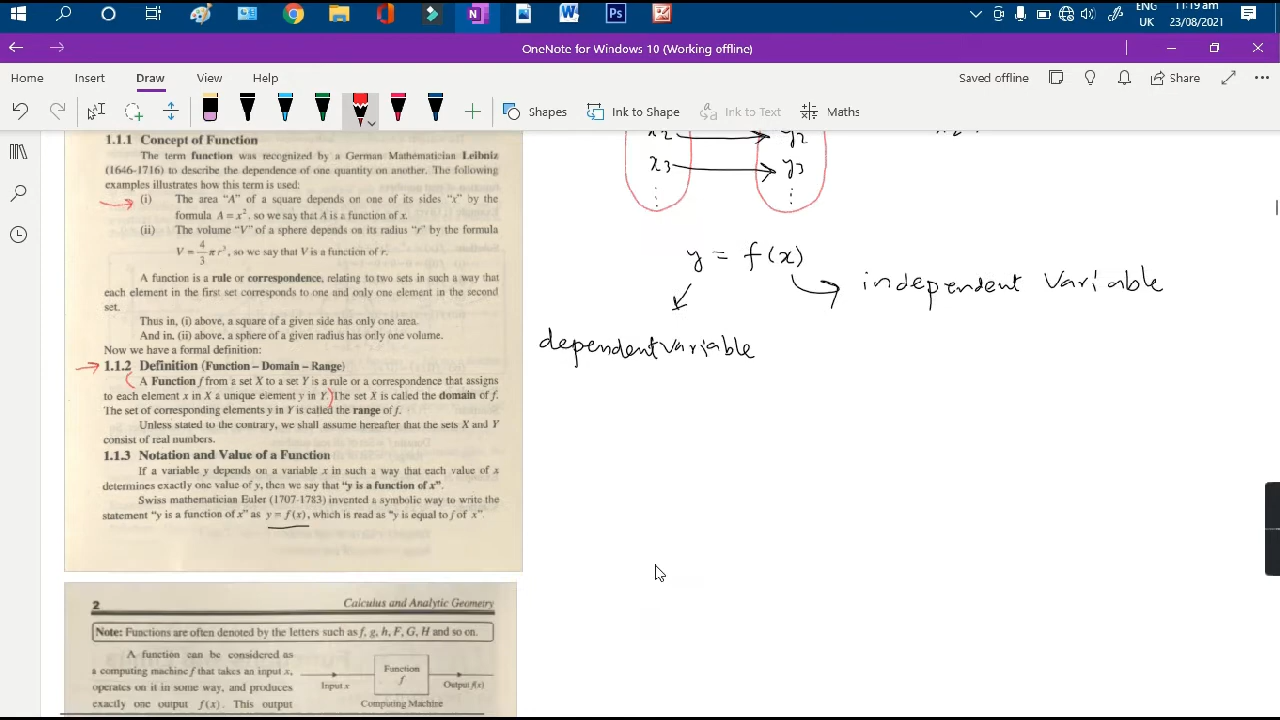 11:19 am
ENG
UK
23/08/2021
OneNote for Windows 10 (Working offline)
Home
Insert
Draw
View
Help
Saved offline
Share
Shapes
Ink to Shape
Ink to Text
Maths
1.1.1 Concept of Function
The term function was recognized by a German Mathematician Leibniz
(1646-1716) to describe the dependence of one quantity on another. The following
examples illustrates how this term is used:
(i) The area "A" of a square depends on one of its sides "x" by the
formula A = x², so we say that A is a function of x.
(ii) The volume "V" of a sphere depends on its radius "r" by the formula
V = 4/3 π r³, so we say that V is a function of r.
A function is a rule or correspondence, relating to two sets in such a way that
each element in the first set corresponds to one and only one element in the second
set.
Thus in, (i) above, a square of a given side has only one area.
And in, (ii) above, a sphere of a given radius has only one volume.
Now we have a formal definition:
1.1.2 Definition (Function – Domain – Range)
A Function f from a set X to a set Y is a rule or a correspondence that assigns
to each element x in X a unique element y in Y. The set X is called the domain of f.
The set of corresponding elements y in Y is called the range of f.
Unless stated to the contrary, we shall assume hereafter that the sets X and Y
consist of real numbers.
1.1.3 Notation and Value of a Function
If a variable y depends on a variable x in such a way that each value of x
determines exactly one value of y, then we say that "y is a function of x".
Swiss mathematician Euler (1707-1783) invented a symbolic way to write the
statement "y is a function of x" as y = f(x), which is read as "y is equal to f of x".
2 Calculus and Analytic Geometry
Note: Functions are often denoted by the letters such as f, g, h, F, G, H and so on.
A function can be considered as
a computing machine f that takes an input x,
operates on it in some way, and produces
exactly one output f(x). This output
Function
f
Input x
Output f(x)
Computing Machine
x2 y2
x3 y3
y = f(x)
independent variable
dependent variable